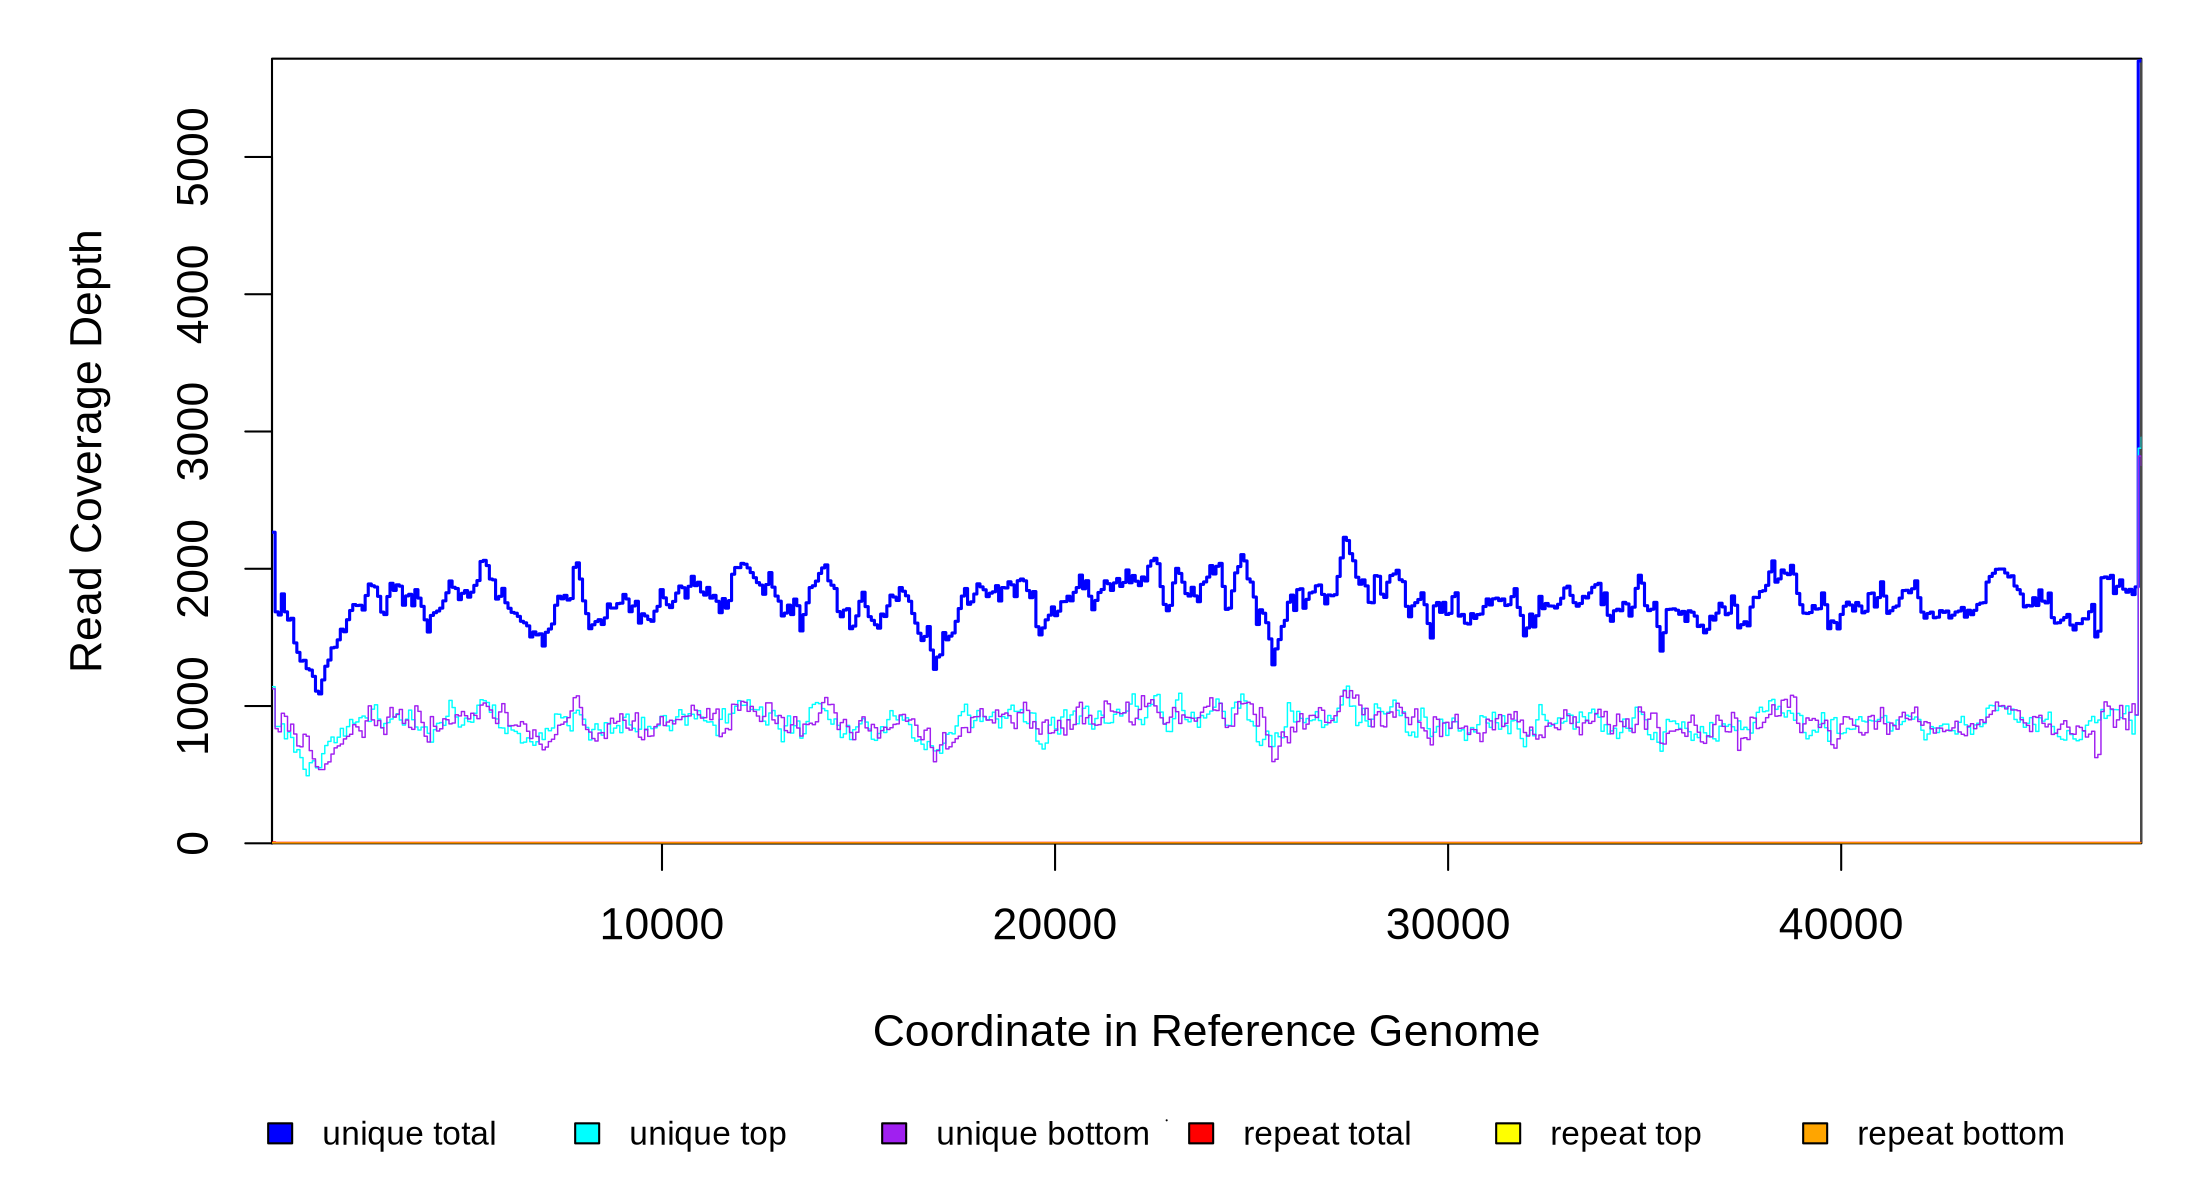 Read Coverage Depth
5000
4000
3000
2000
1000
0
10000 20000 30000 40000
Coordinate in Reference Genome
unique total unique top unique bottom repeat total repeat top repeat bottom